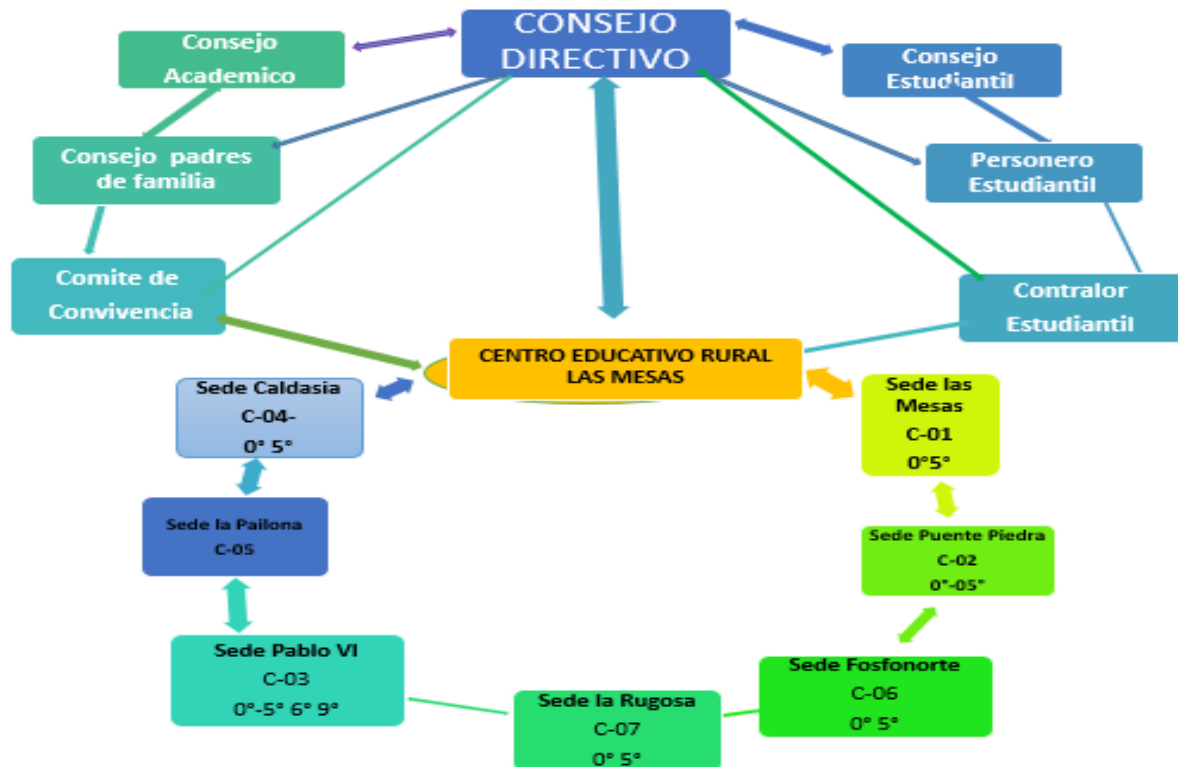 CONSEJO
DIRECTIVO
Consejo
Academico
Consejo
Estudiantil
Consejo padres
de familia
Personero
Estudiantil
Comite de
Convivencia
Contralor
Estudiantil
CENTRO EDUCATIVO RURAL
LAS MESAS
Sede Caldasia
C-04-
0° 5°
Sede las
Mesas
C-01
0°5°
Sede la Pailona
C-05
Sede Puente Piedra
C-02
0°-05°
Sede Pablo VI
C-03
0°-5° 6° 9°
Sede Fosfonorte
C-06
0° 5°
Sede la Rugosa
C-07
0° 5°